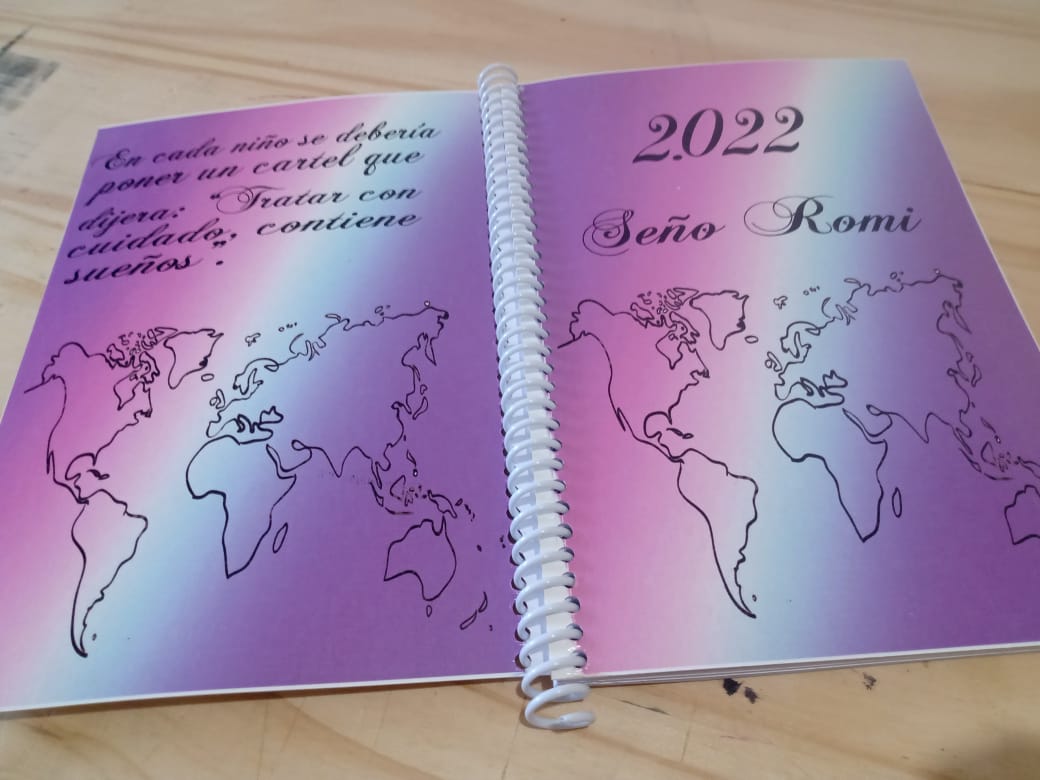 En cada niño se debería
poner un cartel que
dijera: "Tratar con
cuidado, contiene
sueños".
2.022
Seño Romi